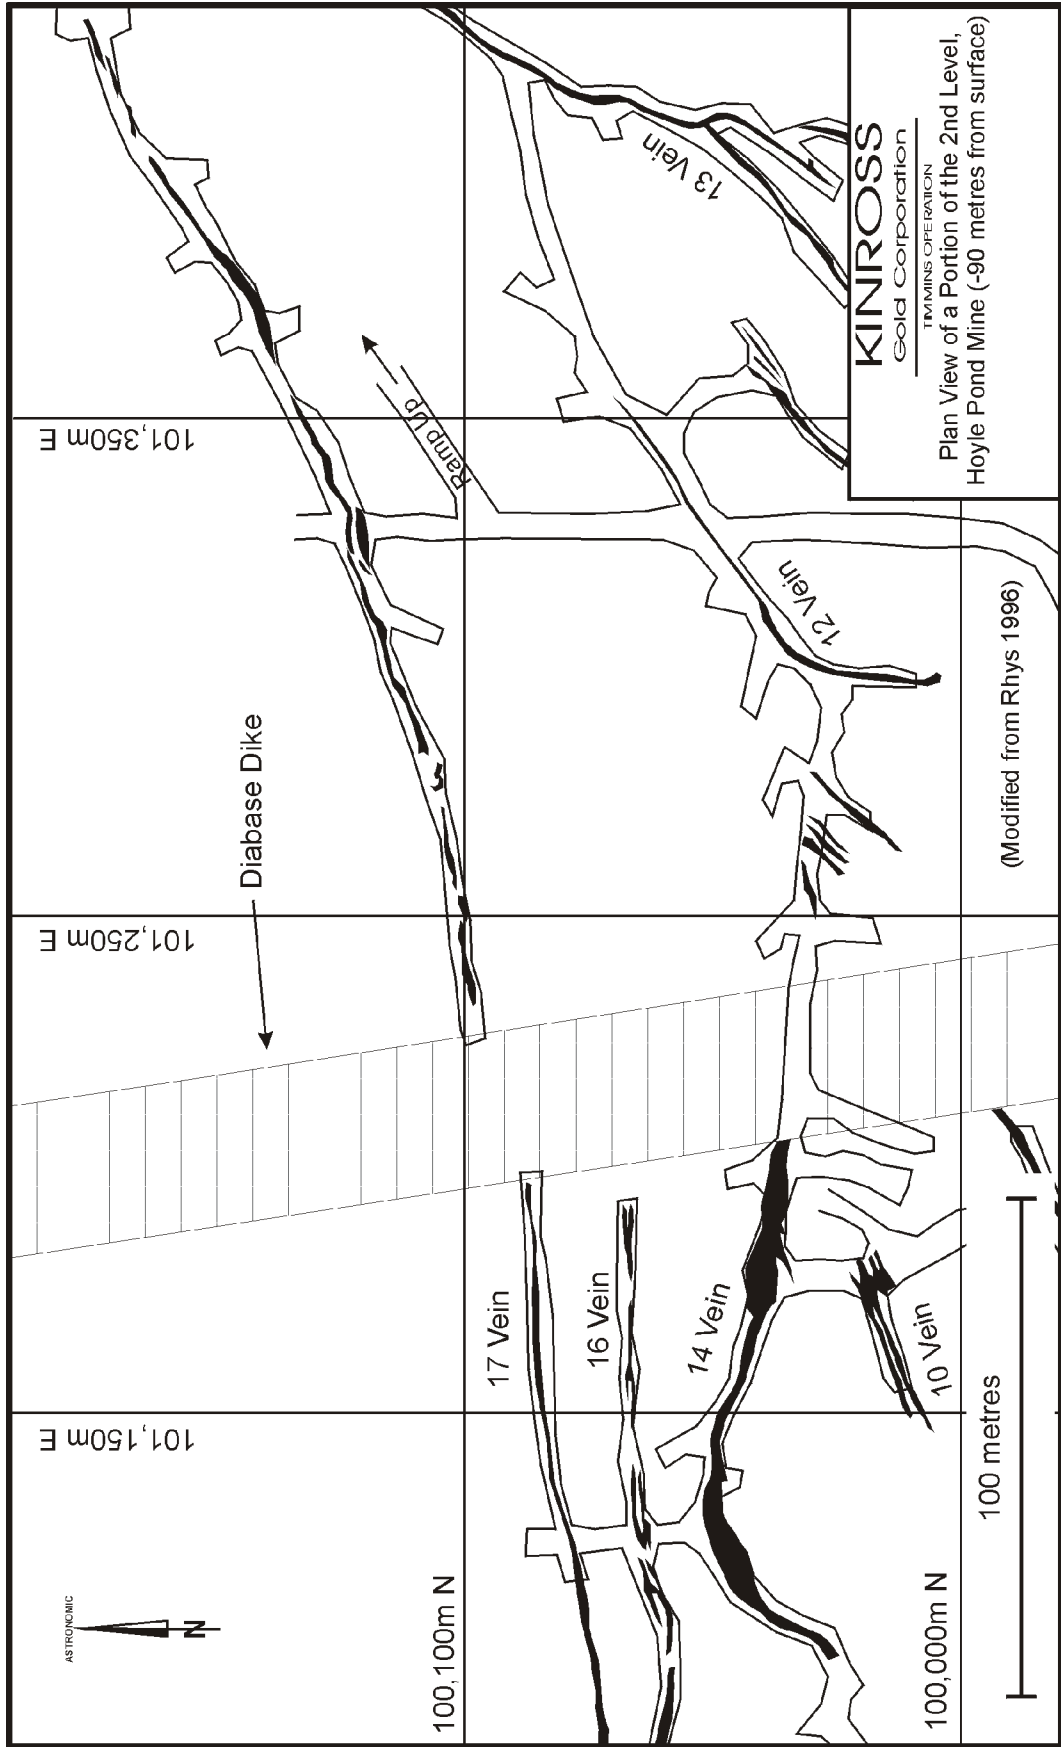 KINROSS
Gold Corporation
TIMMINS OPERATION
Plan View of a Portion of the 2nd Level,
Hoyle Pond Mine (-90 metres from surface)
(Modified from Rhys 1996)
13 Vein
12 Vein
Ramp Up
Diabase Dike
17 Vein
16 Vein
14 Vein
10 Vein
101,350m E
101,250m E
101,150m E
100,100m N
100,000m N
100 metres
ASTRONOMIC
N